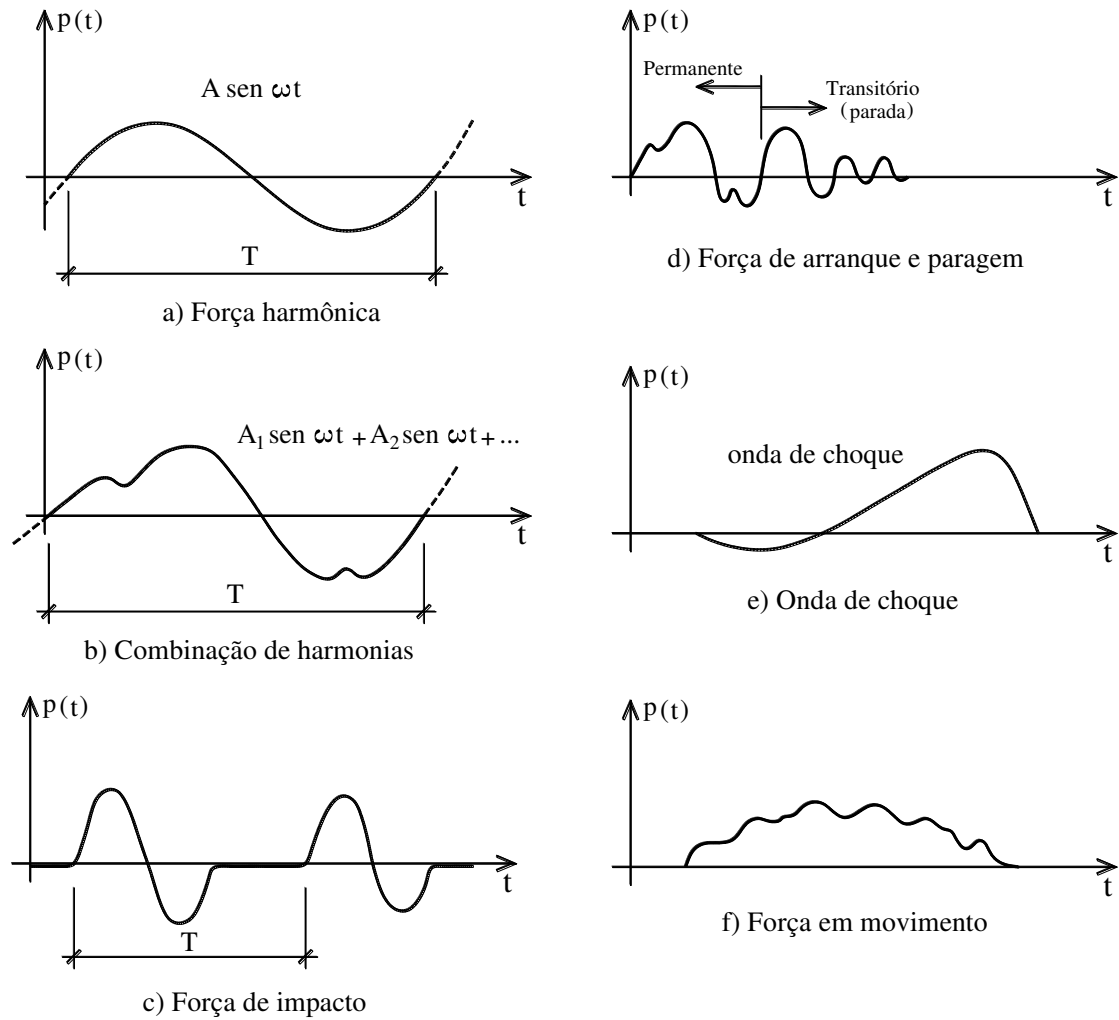 p(t)
A sen ωt
t
T
a) Força harmônica
p(t)
A₁ sen ωt + A₂ sen ωt + ...
t
T
b) Combinação de harmonias
p(t)
t
T
c) Força de impacto
p(t)
Permanente
Transitório
(parada)
t
d) Força de arranque e paragem
p(t)
onda de choque
t
e) Onda de choque
p(t)
t
f) Força em movimento